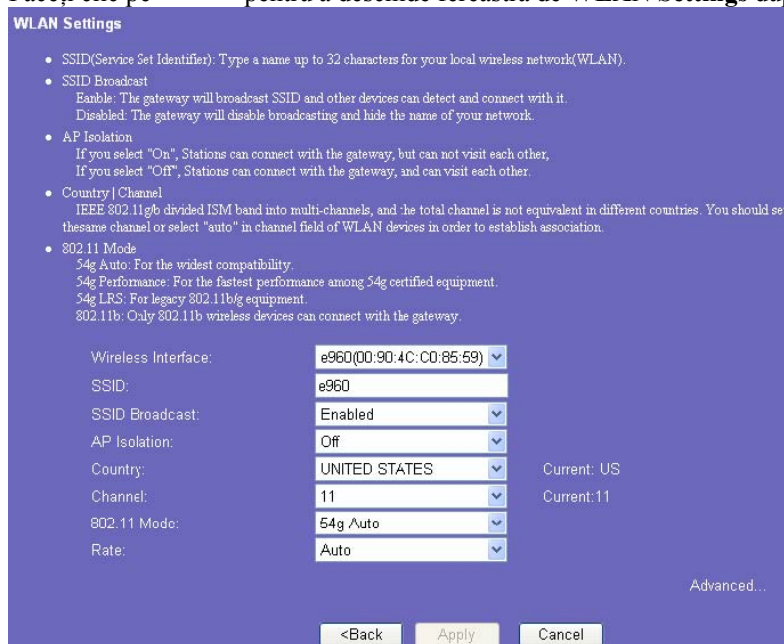 WLAN Settings
SSID(Service Set Identifier): Type a name up to 32 characters for your local wireless network(WLAN).
SSID Broadcast
Eanble: The gateway will broadcast SSID and other devices can detect and connect with it.
Disabled: The gateway will disable broadcasting and hide the name of your network.
AP Isolation
If you select "On", Stations can connect with the gateway, but can not visit each other,
If you select "Off", Stations can connect with the gateway, and can visit each other.
Country | Channel
IEEE 802.11g/b divided ISM band into multi-channels, and the total channel is not equivalent in different countries. You should se
thesame channel or select "auto" in channel field of WLAN devices in order to establish association.
802.11 Mode
54g Auto: For the widest compatibility.
54g Performance: For the fastest performance among 54g certified equipment.
54g LRS: For legacy 802.11b/g equipment.
802.11b: Only 802.11b wireless devices can connect with the gateway.
Wireless Interface: e960(00:90:4C:C0:85:59)
SSID: e960
SSID Broadcast: Enabled
AP Isolation: Off
Country: UNITED STATES Current: US
Channel: 11 Current:11
802.11 Mode: 54g Auto
Rate: Auto
Advanced...
<Back Apply Cancel